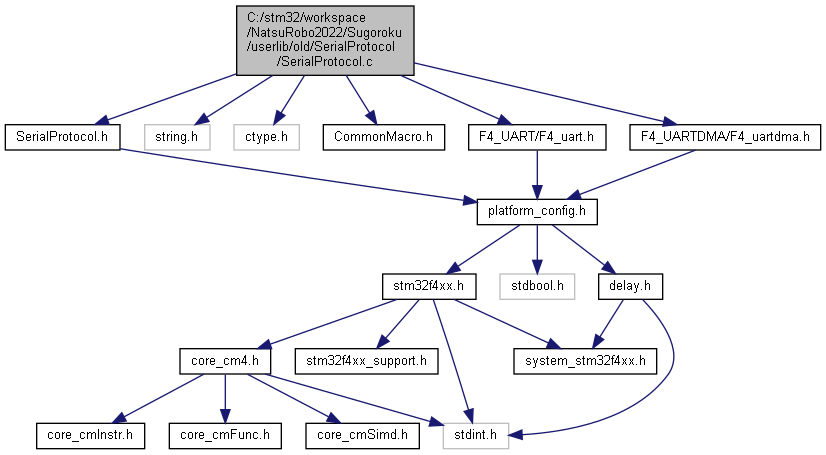 C:/stm32/workspace
/NatsuRobo2022/Sugoroku
/userlib/old/SerialProtocol
/SerialProtocol.c
SerialProtocol.h
string.h
ctype.h
CommonMacro.h
F4_UART/F4_uart.h
F4_UARTDMA/F4_uartdma.h
platform_config.h
stm32f4xx.h
stdbool.h
delay.h
core_cm4.h
stm32f4xx_support.h
system_stm32f4xx.h
core_cmInstr.h
core_cmFunc.h
core_cmSimd.h
stdint.h